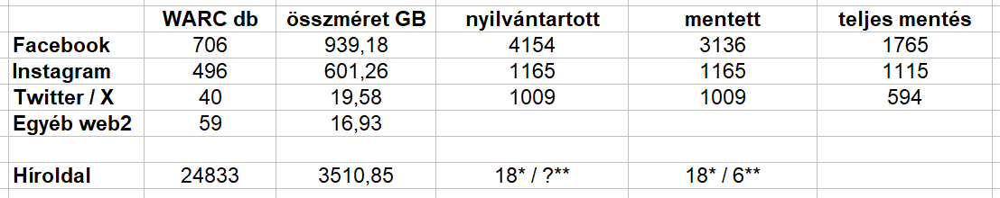 WARC db összméret GB nyilvántartott mentett teljes mentés
Facebook 706 939,18 4154 3136 1765
Instagram 496 601,26 1165 1165 1115
Twitter / X 40 19,58 1009 1009 594
Egyéb web2 59 16,93
Híroldal 24833 3510,85 18* / ?** 18* / 6**